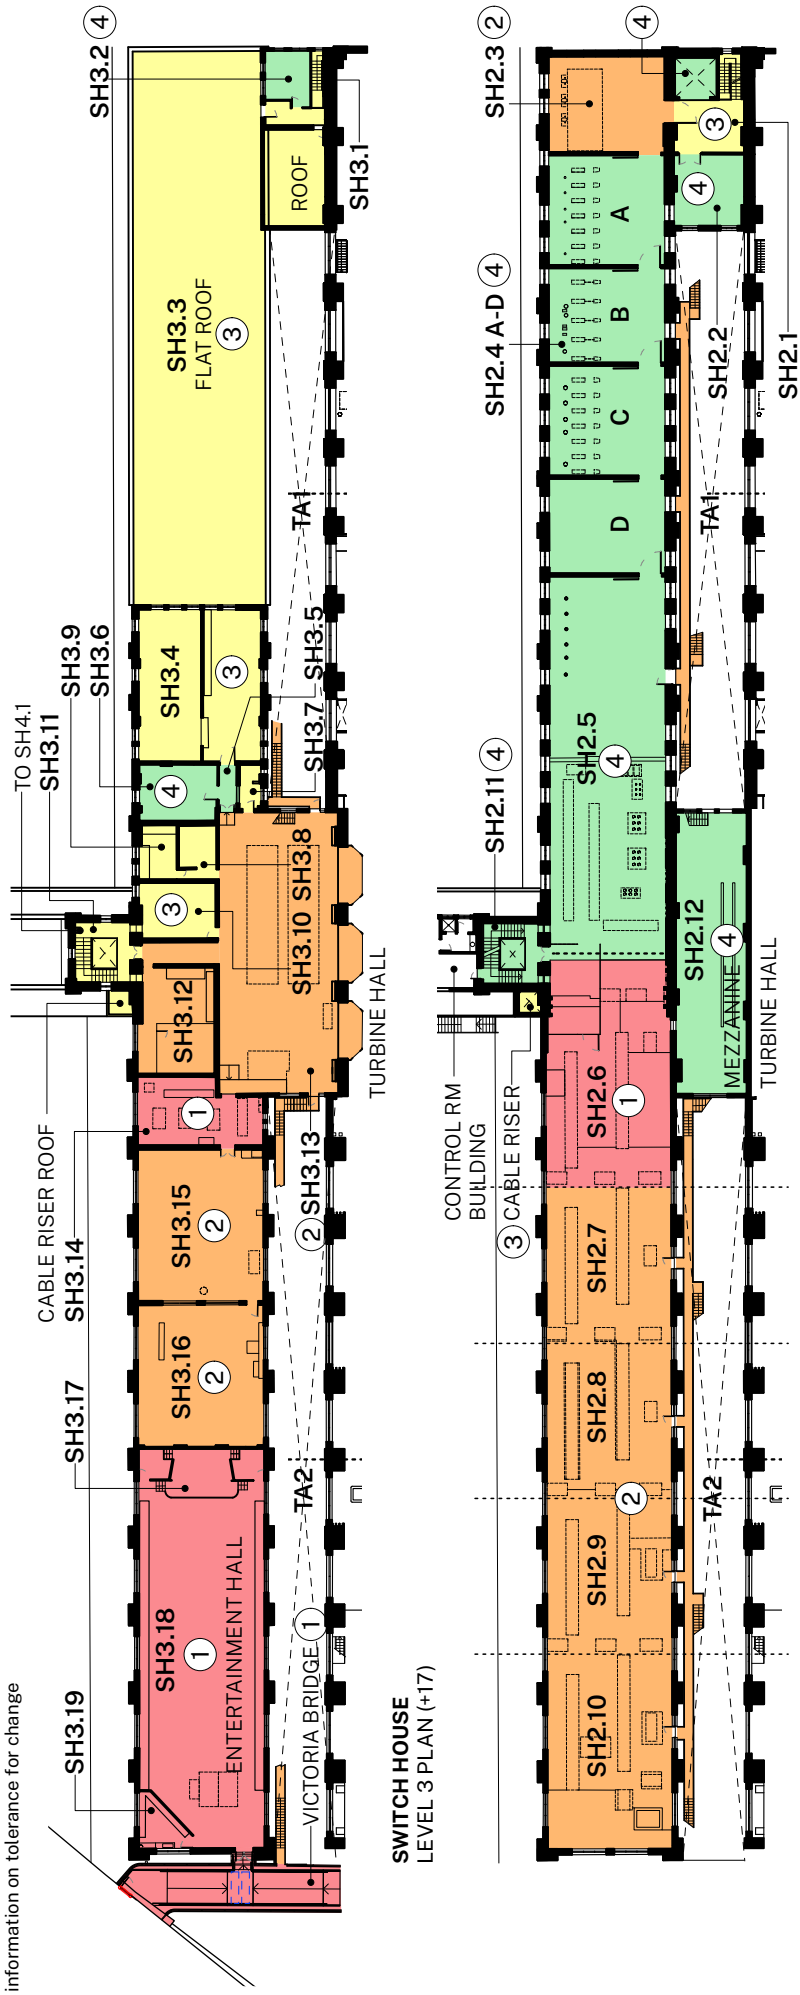 information on tolerance for change
SH3.19
SH3.17
CABLE RISER ROOF
SH3.14
TO SH4.1
SH3.11
SH3.9
SH3.6
SH3.2
4
SH3.18
1
ENTERTAINMENT HALL
SH3.16
2
SH3.15
2
1
SH3.12
3
4
SH3.4
3
SH3.3
FLAT ROOF
3
ROOF
SH3.10
SH3.8
SH3.7
SH3.5
SH3.1
VICTORIA BRIDGE
1
TA2
2
SH3.13
TA1
TURBINE HALL
SWITCH HOUSE
LEVEL 3 PLAN (+17)
CONTROL RM
BUILDING
3
CABLE RISER
SH2.11
4
SH2.4 A-D
4
SH2.3
2
4
SH2.10
SH2.9
2
SH2.8
SH2.7
SH2.6
1
SH2.5
4
D
C
B
A
4
3
SH2.12
4
MEZZANINE
TURBINE HALL
TA2
TA1
SH2.2
SH2.1